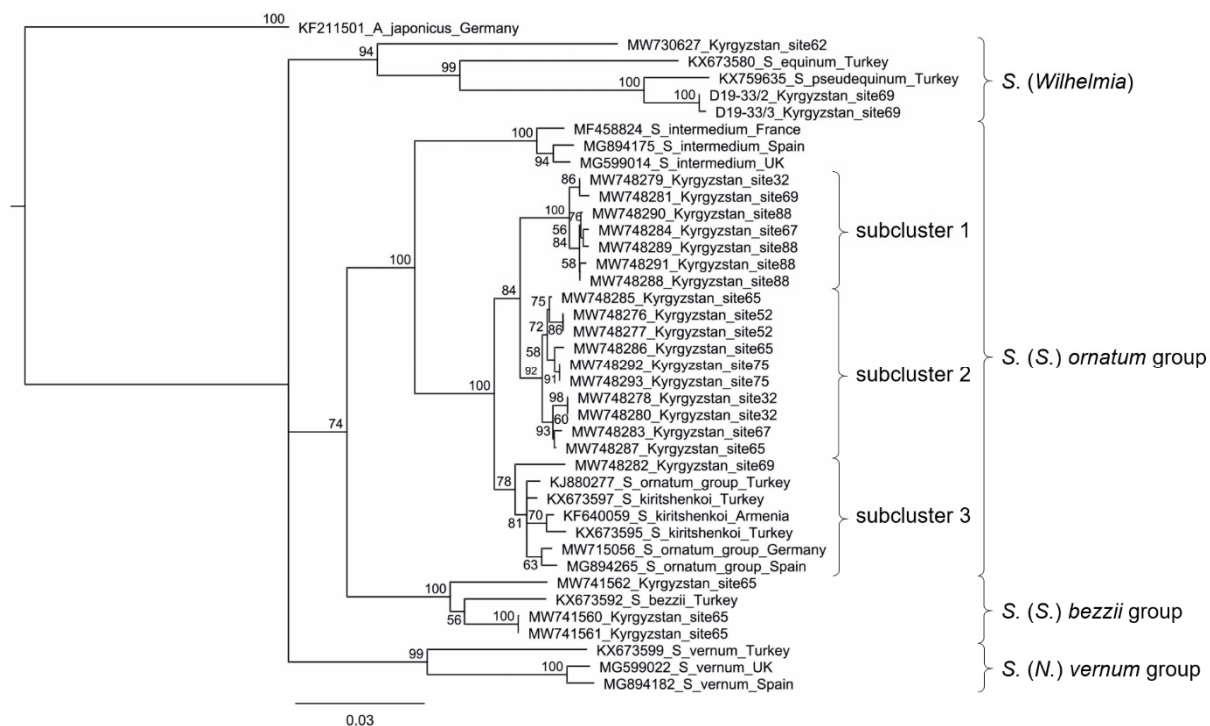 100
KF211501_A_japonicus_Germany
94
MW730627_Kyrgyzstan_site62
99
KX673580_S_equinum_Turkey
100
KX759635_S_pseudequinum_Turkey
100
D19-33/2_Kyrgyzstan_site69
D19-33/3_Kyrgyzstan_site69
S. (Wilhelmia)
100
MF458824_S_intermedium_France
MG894175_S_intermedium_Spain
94
MG599014_S_intermedium_UK
86
MW748279_Kyrgyzstan_site32
MW748281_Kyrgyzstan_site69
100
76
MW748290_Kyrgyzstan_site88
56
MW748284_Kyrgyzstan_site67
84
MW748289_Kyrgyzstan_site88
58
MW748291_Kyrgyzstan_site88
MW748288_Kyrgyzstan_site88
subcluster 1
100
84
75
MW748285_Kyrgyzstan_site65
MW748276_Kyrgyzstan_site52
72
86
MW748277_Kyrgyzstan_site52
58
MW748286_Kyrgyzstan_site65
92
MW748292_Kyrgyzstan_site75
91
MW748293_Kyrgyzstan_site75
98
MW748278_Kyrgyzstan_site32
60
MW748280_Kyrgyzstan_site32
93
MW748283_Kyrgyzstan_site67
MW748287_Kyrgyzstan_site65
subcluster 2
100
74
78
MW748282_Kyrgyzstan_site69
KJ880277_S_ornatum_group_Turkey
KX673597_S_kiritshenkoi_Turkey
81
70
KF640059_S_kiritshenkoi_Armenia
KX673595_S_kiritshenkoi_Turkey
MW715056_S_ornatum_group_Germany
63
MG894265_S_ornatum_group_Spain
subcluster 3
S. (S.) ornatum group
100
MW741562_Kyrgyzstan_site65
KX673592_S_bezzii_Turkey
56
100
MW741560_Kyrgyzstan_site65
MW741561_Kyrgyzstan_site65
S. (S.) bezzii group
99
KX673599_S_vernum_Turkey
100
MG599022_S_vernum_UK
MG894182_S_vernum_Spain
S. (N.) vernum group
0.03